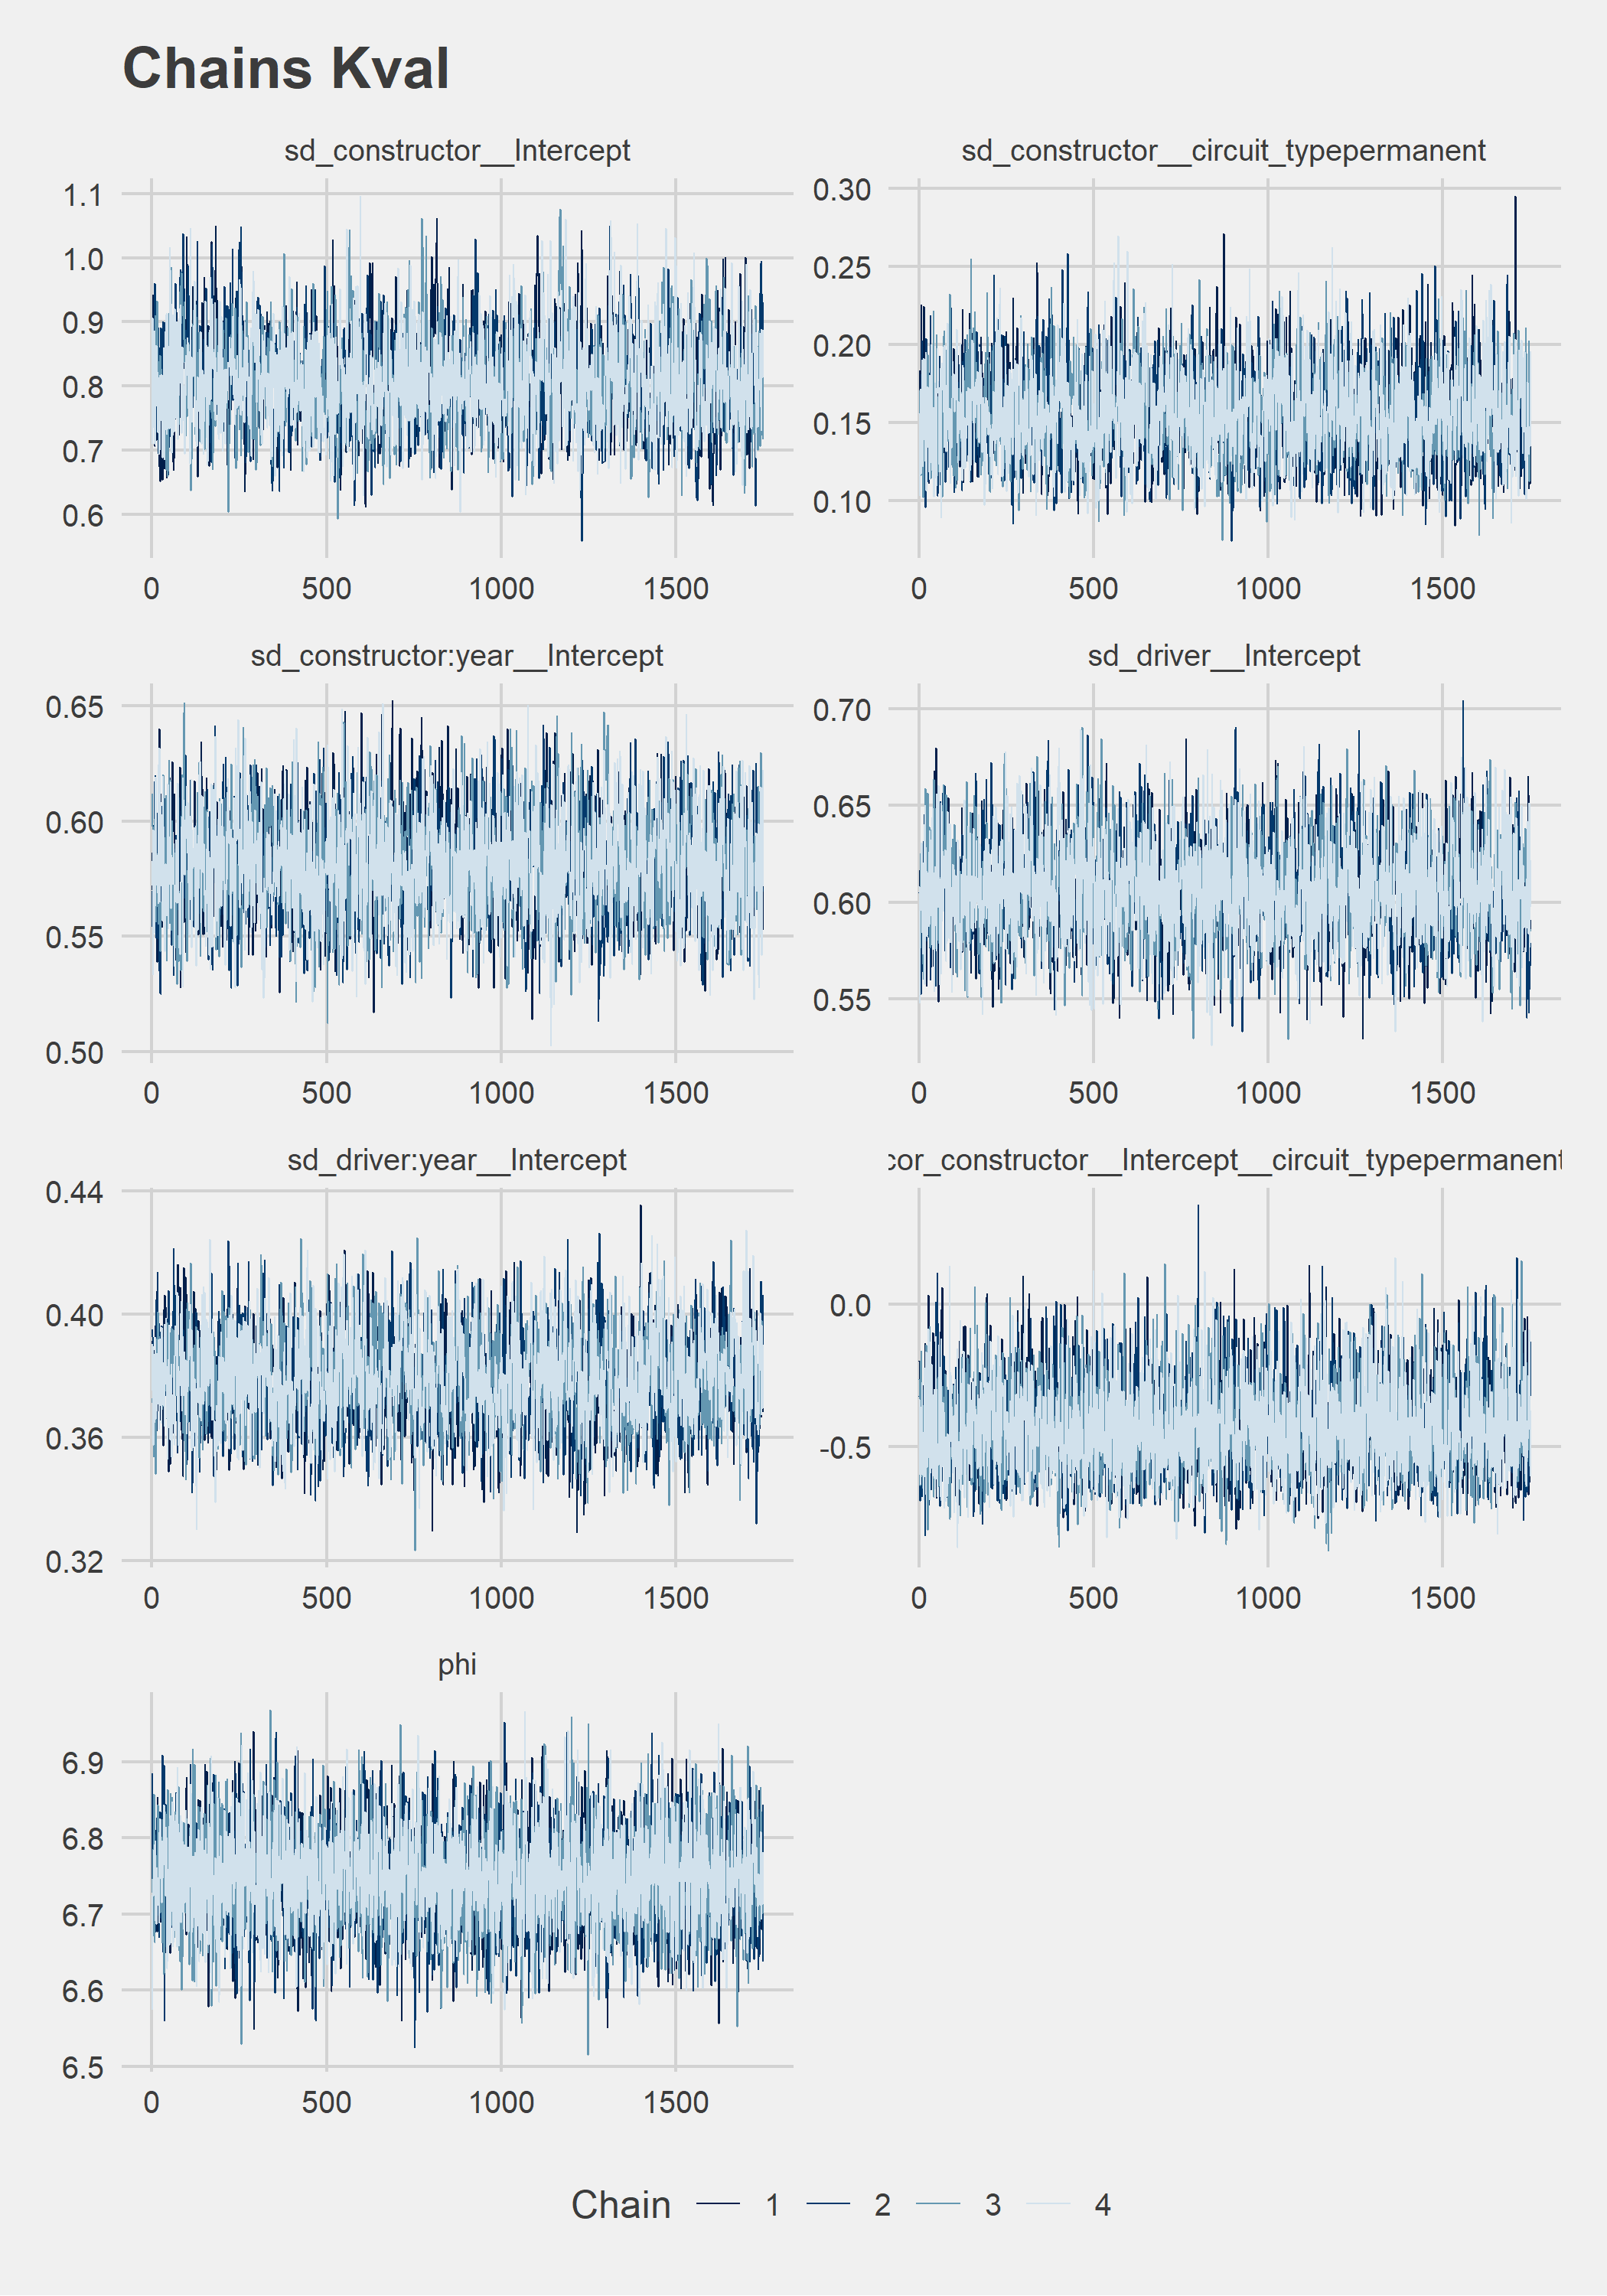 Chains Kval
sd_constructor__Intercept
sd_constructor__circuit_typepermanent
1.1
1.0
0.9
0.8
0.7
0.6
0 500 1000 1500
0.30
0.25
0.20
0.15
0.10
0 500 1000 1500
sd_constructor:year__Intercept
sd_driver__Intercept
0.65
0.60
0.55
0.50
0 500 1000 1500
0.70
0.65
0.60
0.55
0 500 1000 1500
sd_driver:year__Intercept
cor_constructor__Intercept__circuit_typepermanent
0.44
0.40
0.36
0.32
0 500 1000 1500
0.0
-0.5
0 500 1000 1500
phi
6.9
6.8
6.7
6.6
6.5
0 500 1000 1500
Chain 1 2 3 4